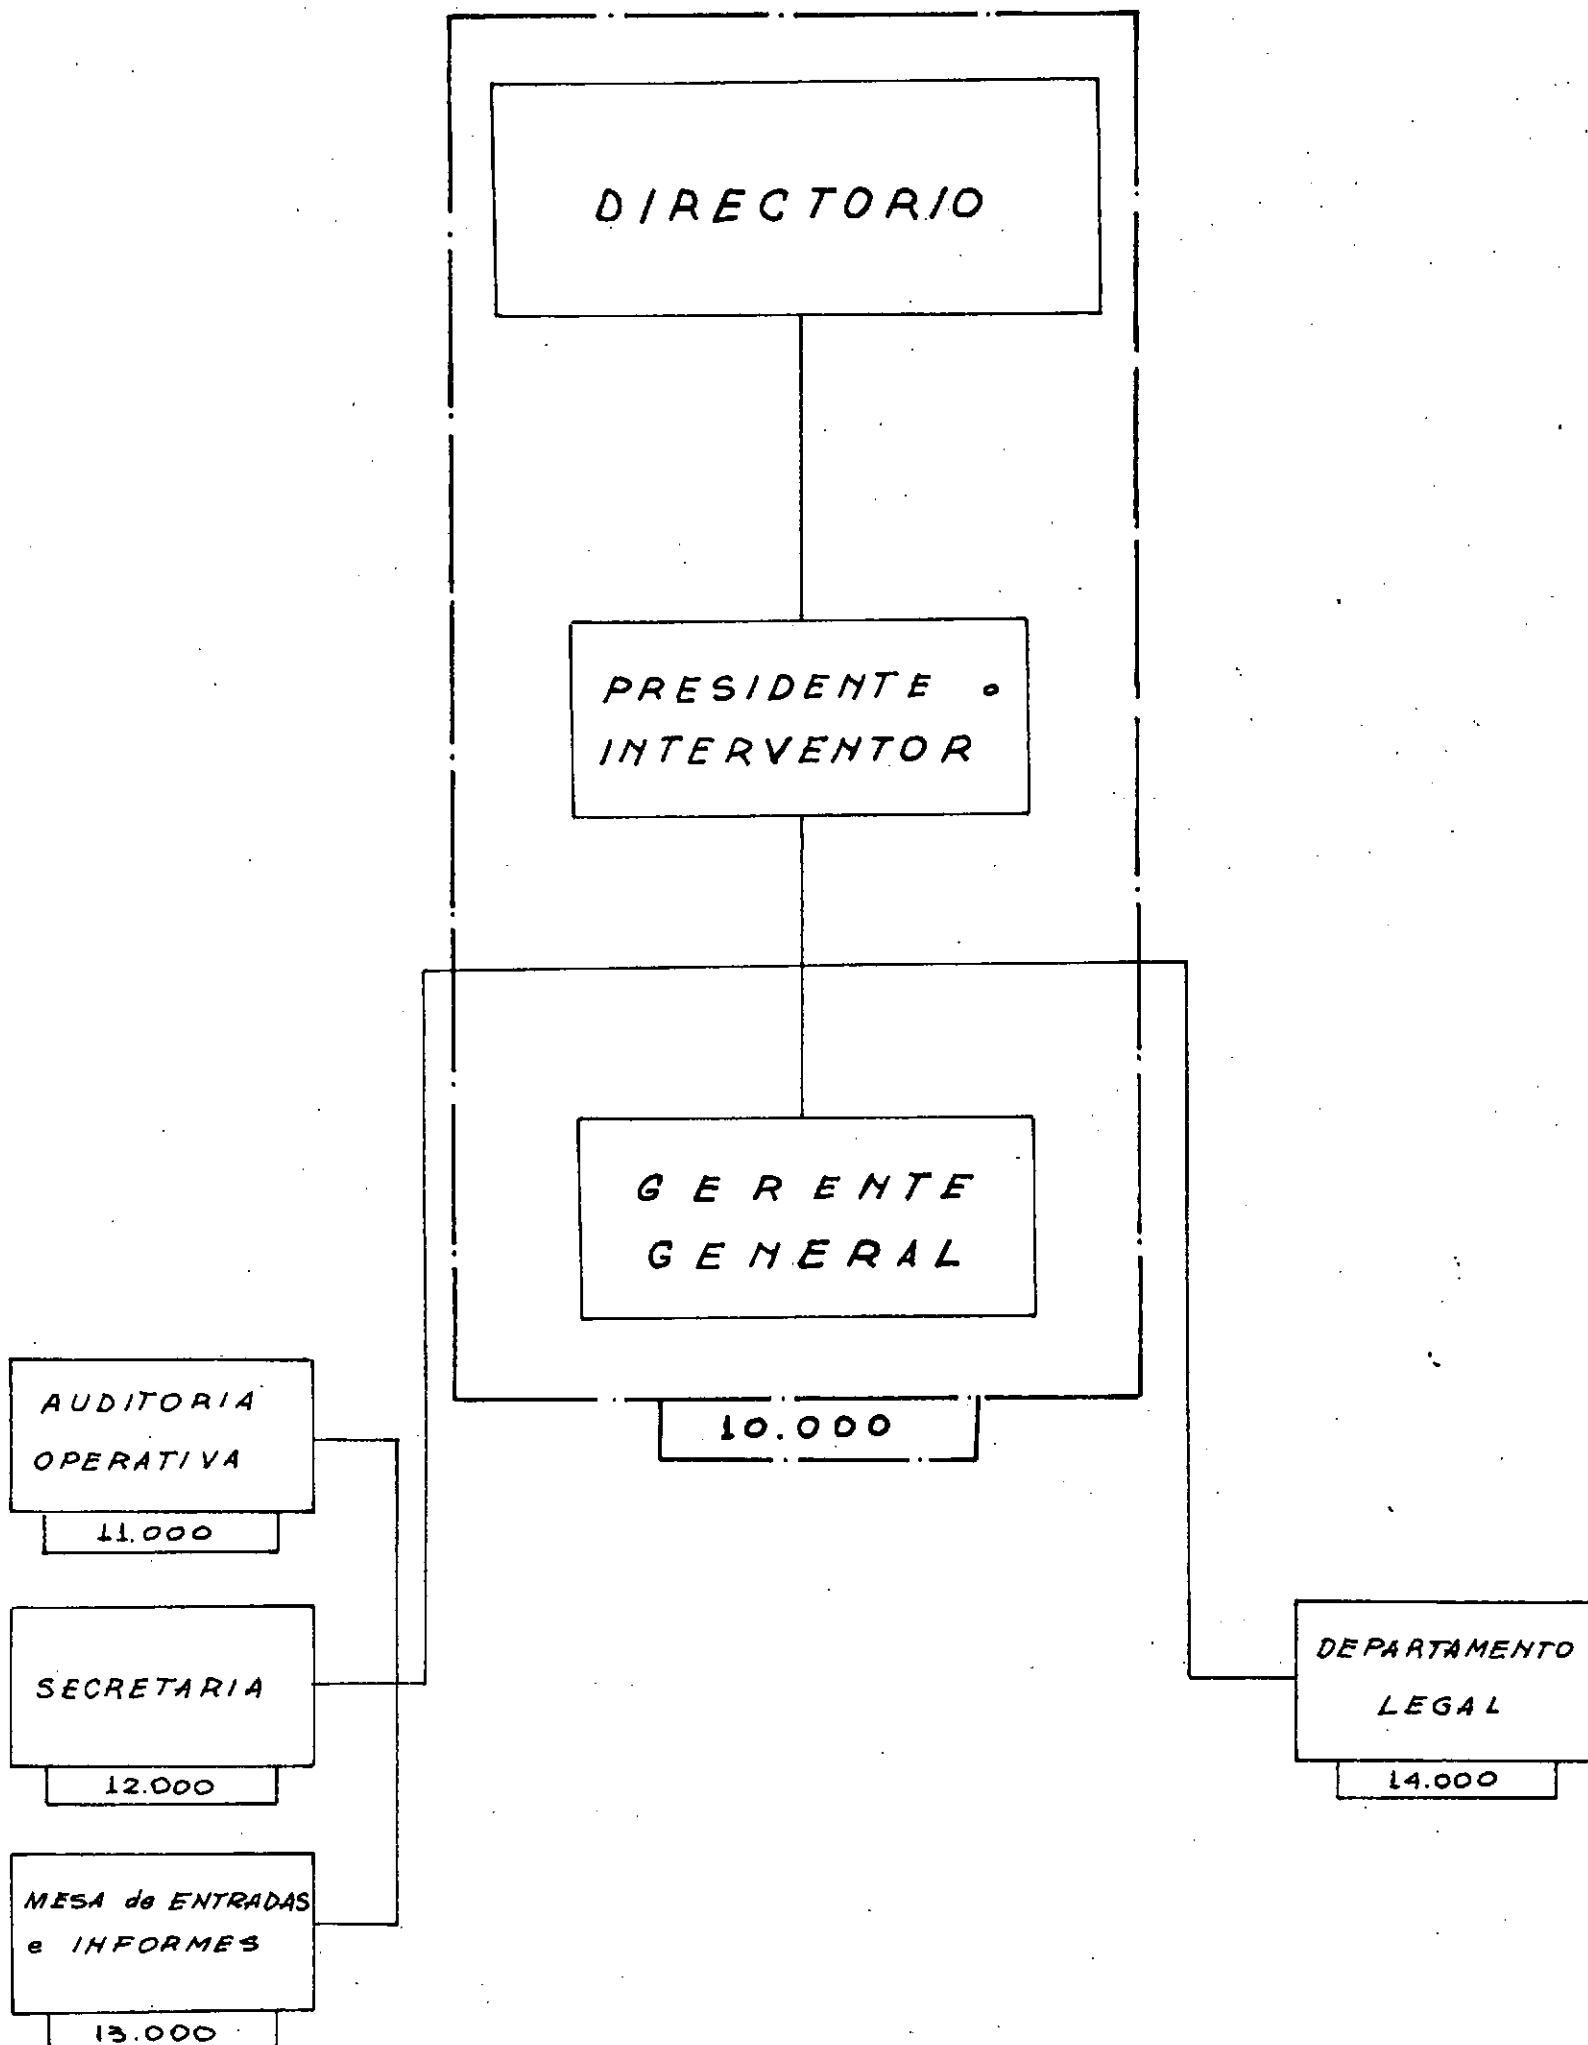 DIRECTORIO
PRESIDENTE o
INTERVENTOR
GERENTE
GENERAL
10.000
AUDITORIA
OPERATIVA
11.000
SECRETARIA
12.000
MESA de ENTRADAS
e INFORMES
13.000
DEPARTAMENTO
LEGAL
14.000